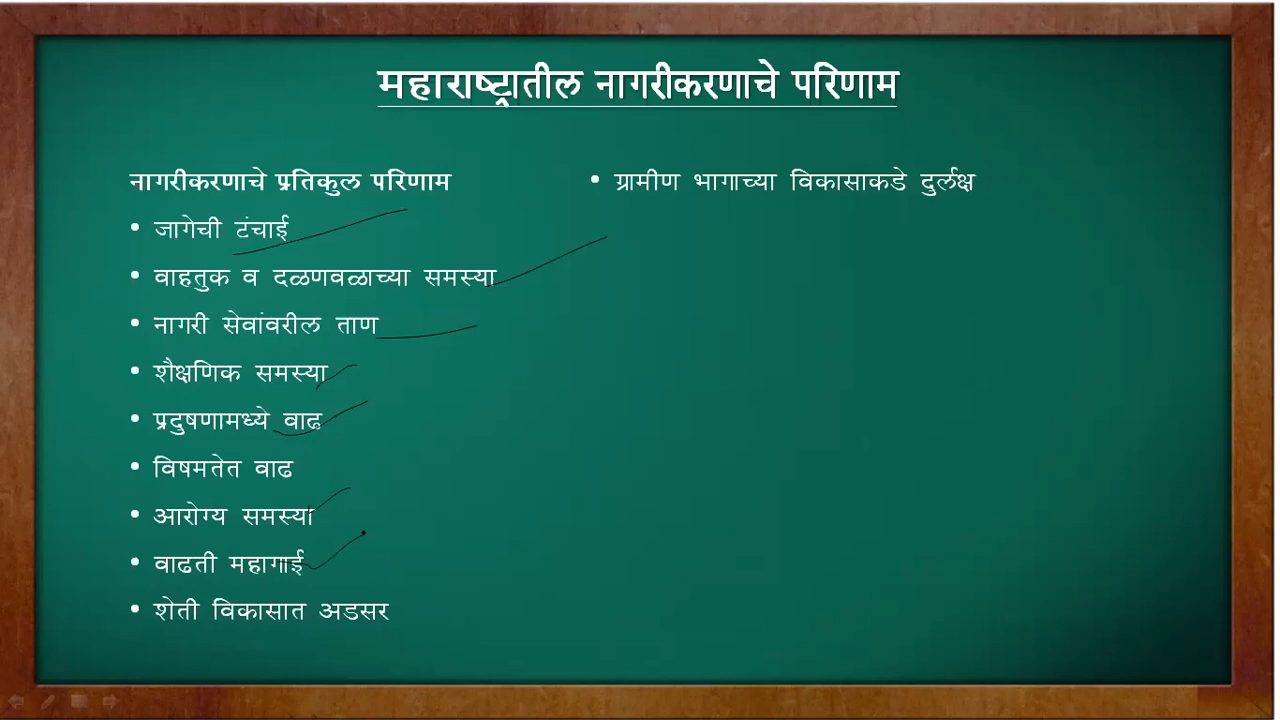 महाराष्ट्रातील नागरीकरणाचे परिणाम
नागरीकरणाचे प्रतिकुल परिणाम
• जागेची टंचाई
• वाहतुक व दळणवळाच्या समस्या
• नागरी सेवांवरील ताण
• शैक्षणिक समस्या
• प्रदुषणामध्ये वाढ
• विषमतेत वाढ
• आरोग्य समस्या
• वाढती महागाई
• शेती विकासात अडसर
• ग्रामीण भागाच्या विकासाकडे दुर्लक्ष